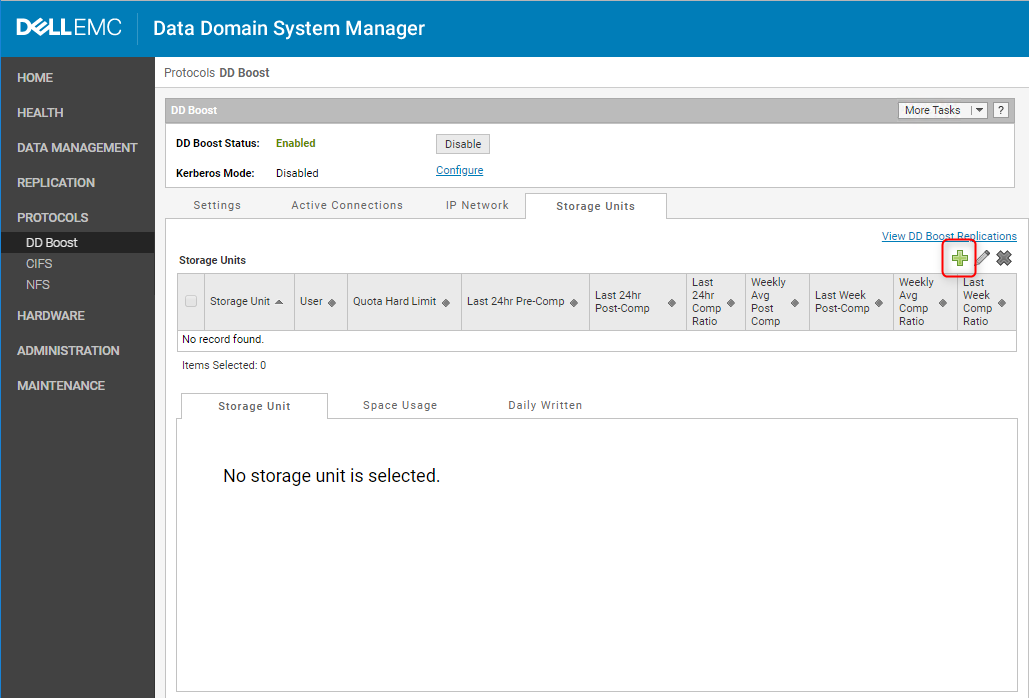 DELLEMC Data Domain System Manager
HOME
HEALTH
DATA MANAGEMENT
REPLICATION
PROTOCOLS
DD Boost
CIFS
NFS
HARDWARE
ADMINISTRATION
MAINTENANCE
Protocols DD Boost
DD Boost More Tasks ?
DD Boost Status: Enabled Disable
Kerberos Mode: Disabled Configure
Settings Active Connections IP Network Storage Units
View DD Boost Replications
Storage Units
Storage Unit User Quota Hard Limit Last 24hr Pre-Comp Last 24hr Post-Comp Last 24hr Comp Ratio Weekly Avg Post Comp Last Week Post-Comp Weekly Avg Comp Ratio Last Week Comp Ratio
No record found.
Items Selected: 0
Storage Unit Space Usage Daily Written
No storage unit is selected.